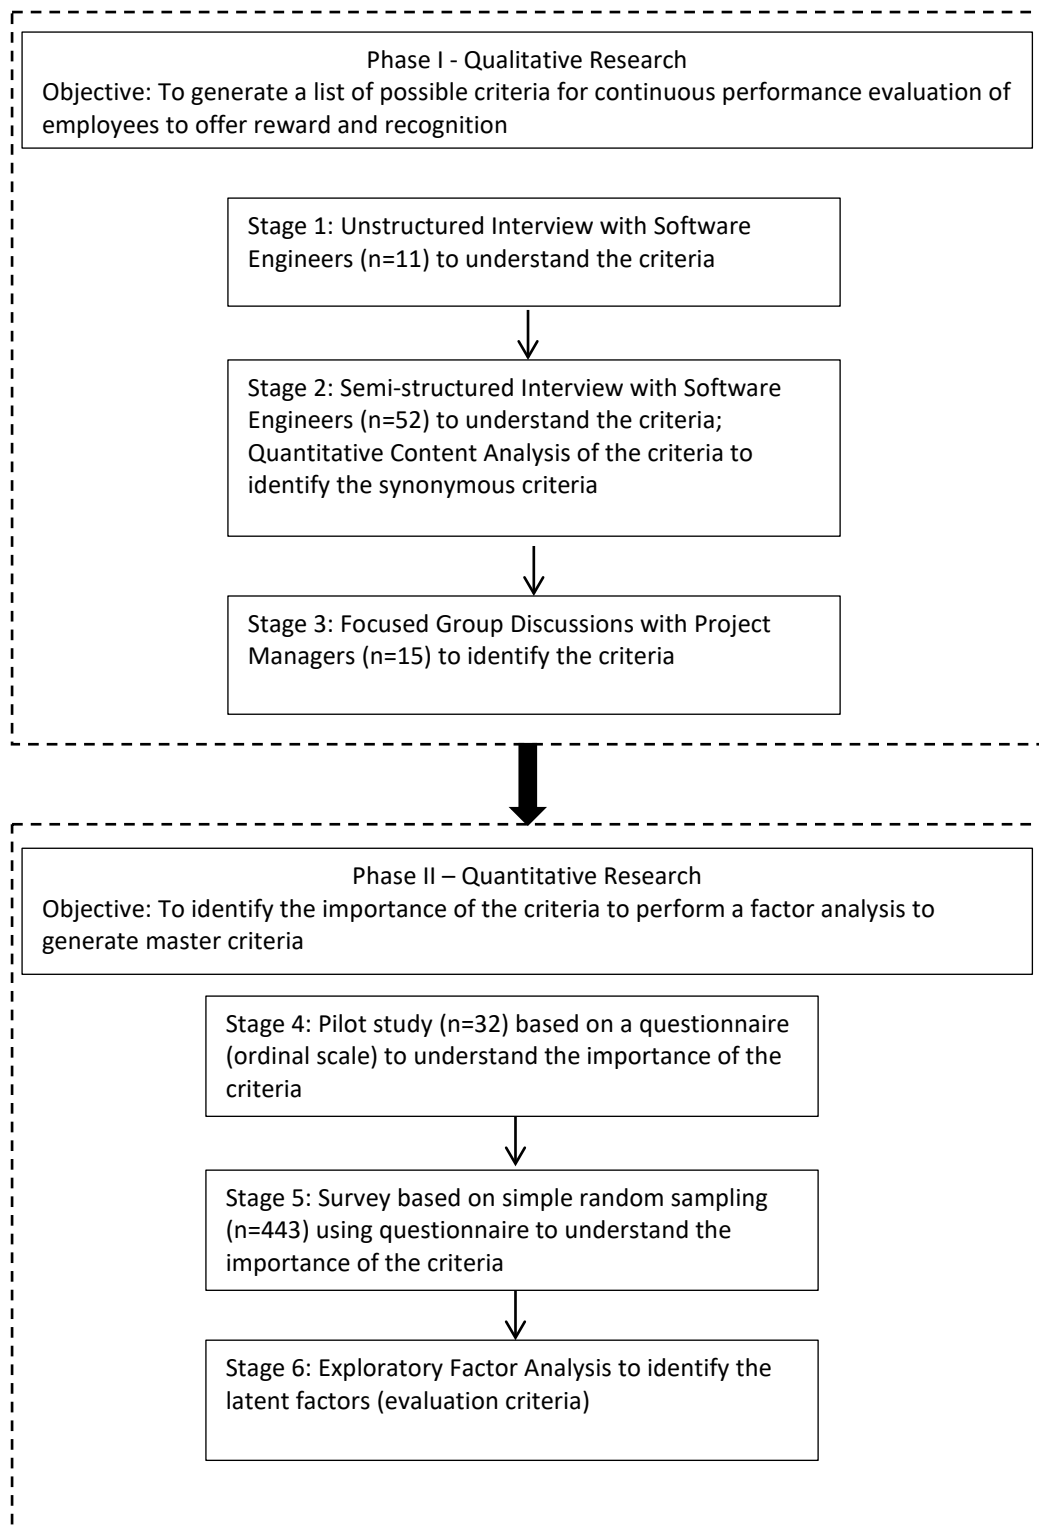 Phase I - Qualitative Research
Objective: To generate a list of possible criteria for continuous performance evaluation of
employees to offer reward and recognition
Stage 1: Unstructured Interview with Software
Engineers (n=11) to understand the criteria
Stage 2: Semi-structured Interview with Software
Engineers (n=52) to understand the criteria;
Quantitative Content Analysis of the criteria to
identify the synonymous criteria
Stage 3: Focused Group Discussions with Project
Managers (n=15) to identify the criteria
Phase II – Quantitative Research
Objective: To identify the importance of the criteria to perform a factor analysis to
generate master criteria
Stage 4: Pilot study (n=32) based on a questionnaire
(ordinal scale) to understand the importance of the
criteria
Stage 5: Survey based on simple random sampling
(n=443) using questionnaire to understand the
importance of the criteria
Stage 6: Exploratory Factor Analysis to identify the
latent factors (evaluation criteria)